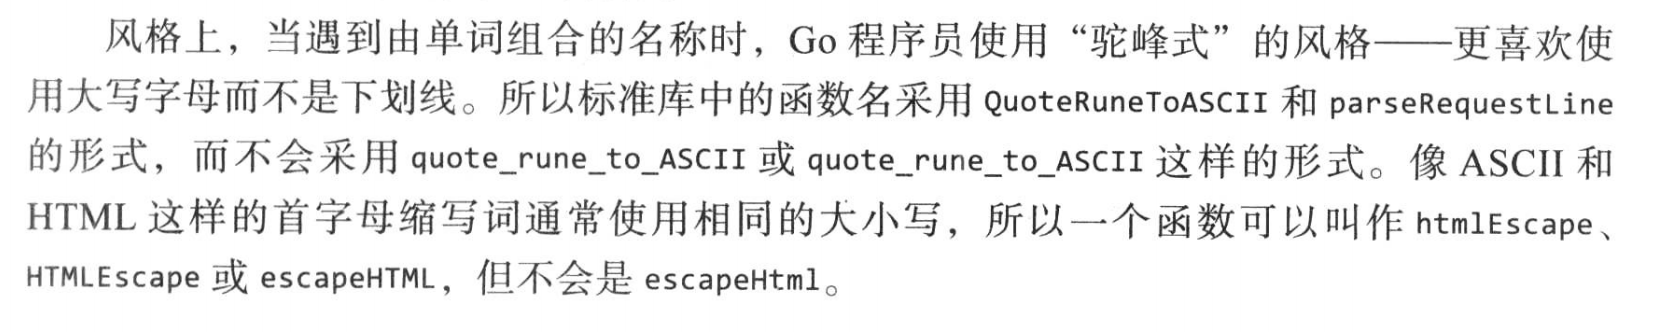 风格上，当遇到由单词组合的名称时，Go 程序员使用“驼峰式”的风格——更喜欢使
用大写字母而不是下划线。所以标准库中的函数名采用 QuoteRuneToASCII 和 parseRequestLine
的形式，而不会采用 quote_rune_to_ASCII 或 quote_rune_to_ASCII 这样的形式。像 ASCII 和
HTML 这样的首字母缩写词通常使用相同的大小写，所以一个函数可以叫作 htmlEscape、
HTMLEscape 或 escapeHTML，但不会是 escapeHtml。